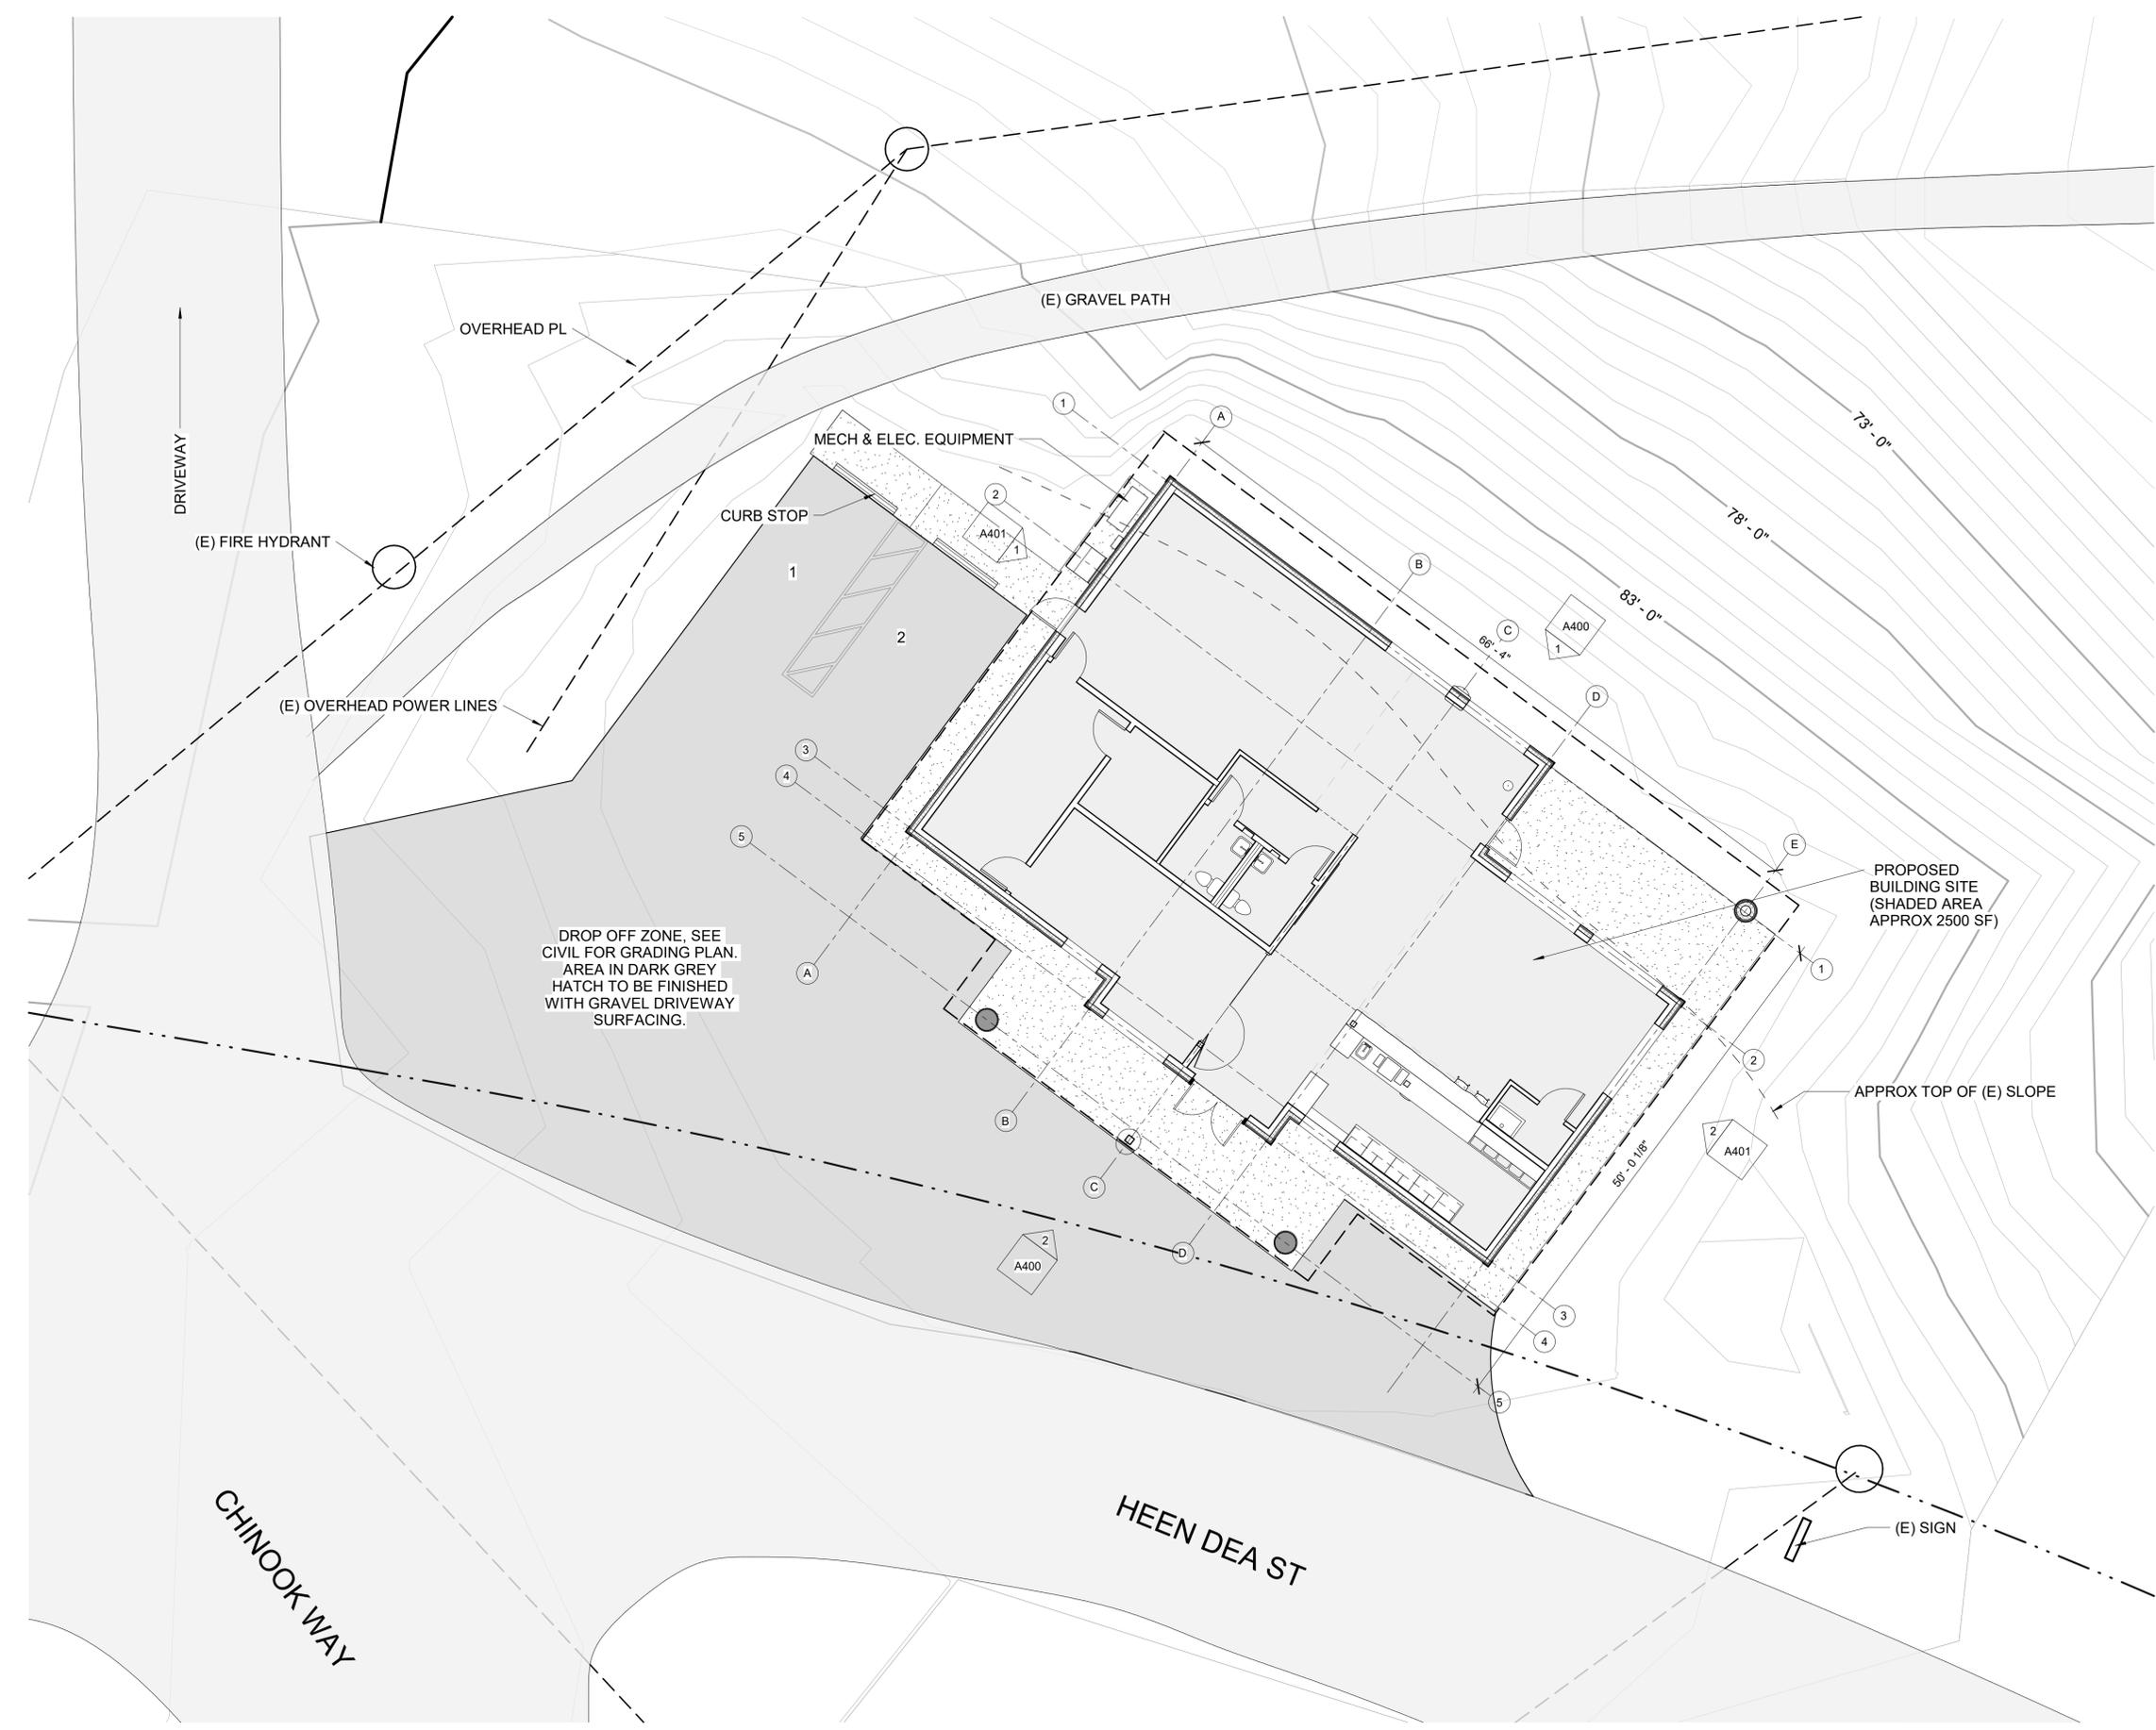 (E) GRAVEL PATH
OVERHEAD PL
DRIVEWAY
1
A
73' - 0"
MECH & ELEC. EQUIPMENT
2
CURB STOP
A401
1
78' - 0"
(E) FIRE HYDRANT
1
B
83' - 0"
A400
1
C
66' - 4"
2
D
(E) OVERHEAD POWER LINES
3
4
5
E
PROPOSED
BUILDING SITE
(SHADED AREA
APPROX 2500 SF)
DROP OFF ZONE, SEE
CIVIL FOR GRADING PLAN.
AREA IN DARK GREY
HATCH TO BE FINISHED
WITH GRAVEL DRIVEWAY
SURFACING.
A
1
2
APPROX TOP OF (E) SLOPE
B
2
A401
50' - 0 1/8"
C
2
A400
D
3
4
5
CHINOOK WAY
HEEN DEA ST
(E) SIGN